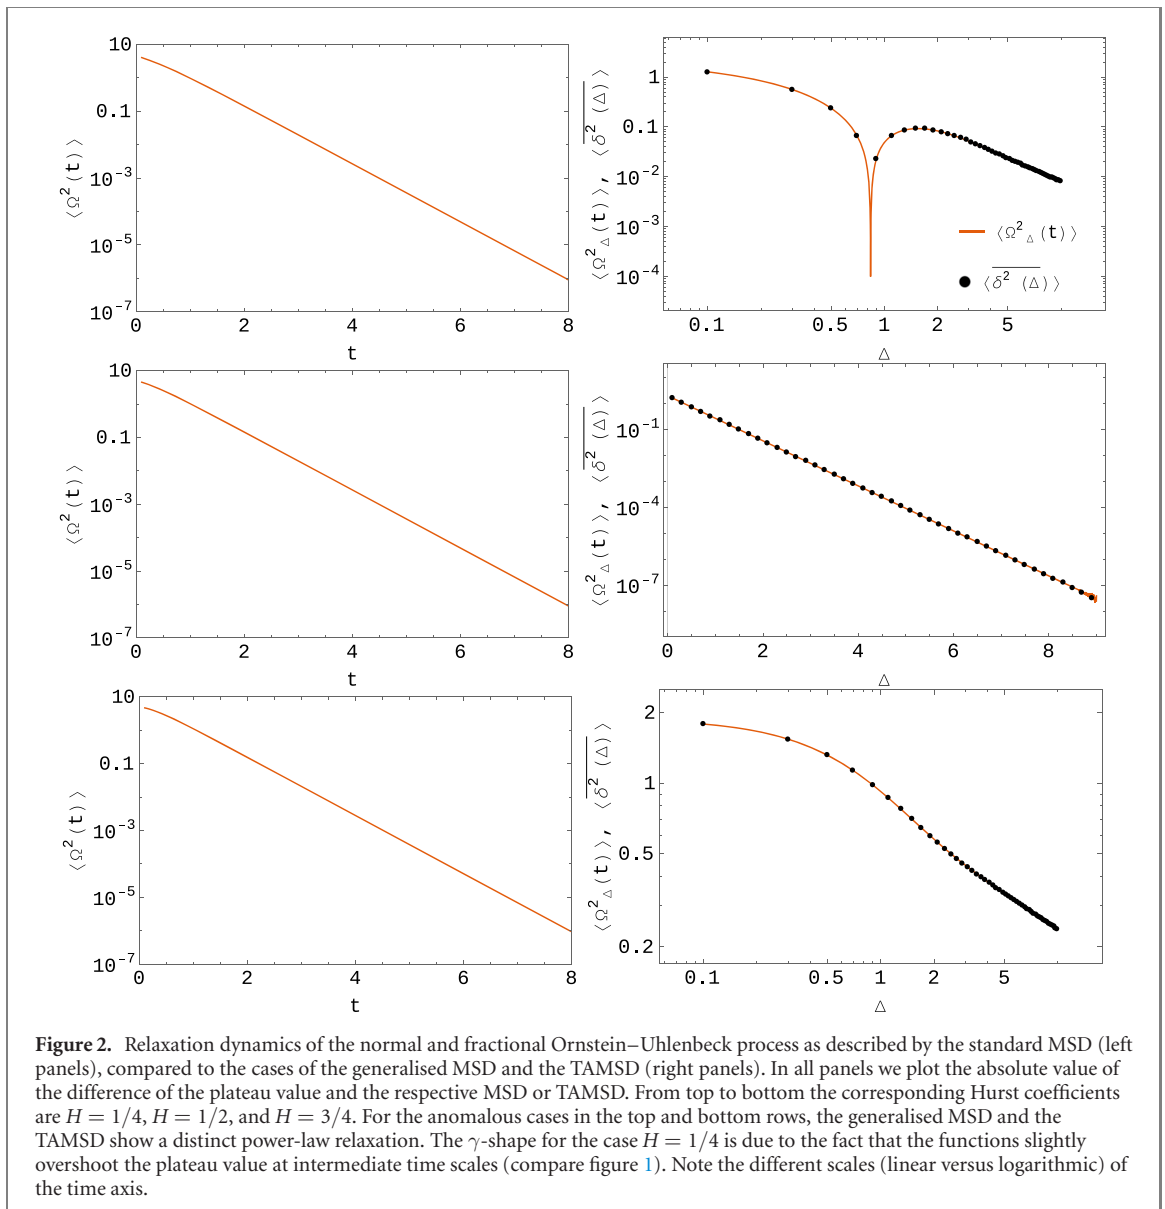 10
0.1
10⁻³
10⁻⁵
10⁻⁷
⟨Ω²(t)⟩
0 2 4 6 8
t
1
0.1
10⁻²
10⁻³
10⁻⁴
⟨Ω²_Δ(t)⟩, ⟨δ²(Δ)⟩
⟨Ω²_Δ(t)⟩
⟨δ²(Δ)⟩
0.1 0.5 1 2 5
Δ
10
0.1
10⁻³
10⁻⁵
10⁻⁷
⟨Ω²(t)⟩
0 2 4 6 8
t
10⁻¹
10⁻⁴
10⁻⁷
⟨Ω²_Δ(t)⟩, ⟨δ²(Δ)⟩
0 2 4 6 8
Δ
10
0.1
10⁻³
10⁻⁵
10⁻⁷
⟨Ω²(t)⟩
0 2 4 6 8
t
2
1
0.5
0.2
⟨Ω²_Δ(t)⟩, ⟨δ²(Δ)⟩
0.1 0.5 1 2 5
Δ
Figure 2. Relaxation dynamics of the normal and fractional Ornstein–Uhlenbeck process as described by the standard MSD (left
panels), compared to the cases of the generalised MSD and the TAMSD (right panels). In all panels we plot the absolute value of
the difference of the plateau value and the respective MSD or TAMSD. From top to bottom the corresponding Hurst coefficients
are H = 1/4, H = 1/2, and H = 3/4. For the anomalous cases in the top and bottom rows, the generalised MSD and the
TAMSD show a distinct power-law relaxation. The γ-shape for the case H = 1/4 is due to the fact that the functions slightly
overshoot the plateau value at intermediate time scales (compare figure 1). Note the different scales (linear versus logarithmic) of
the time axis.